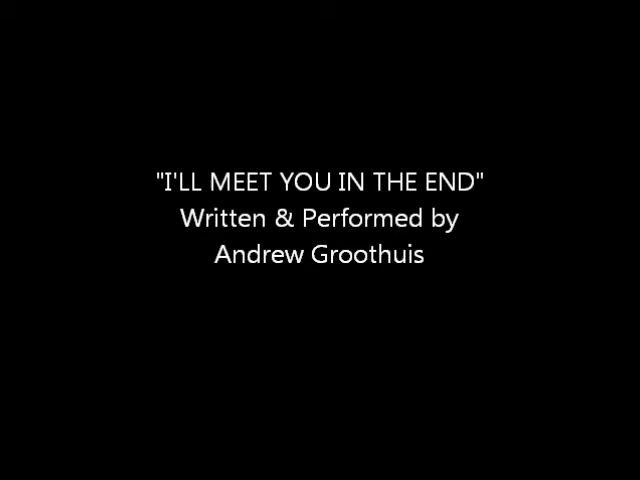 "I'LL MEET YOU IN THE END"
Written & Performed by
Andrew Groothuis